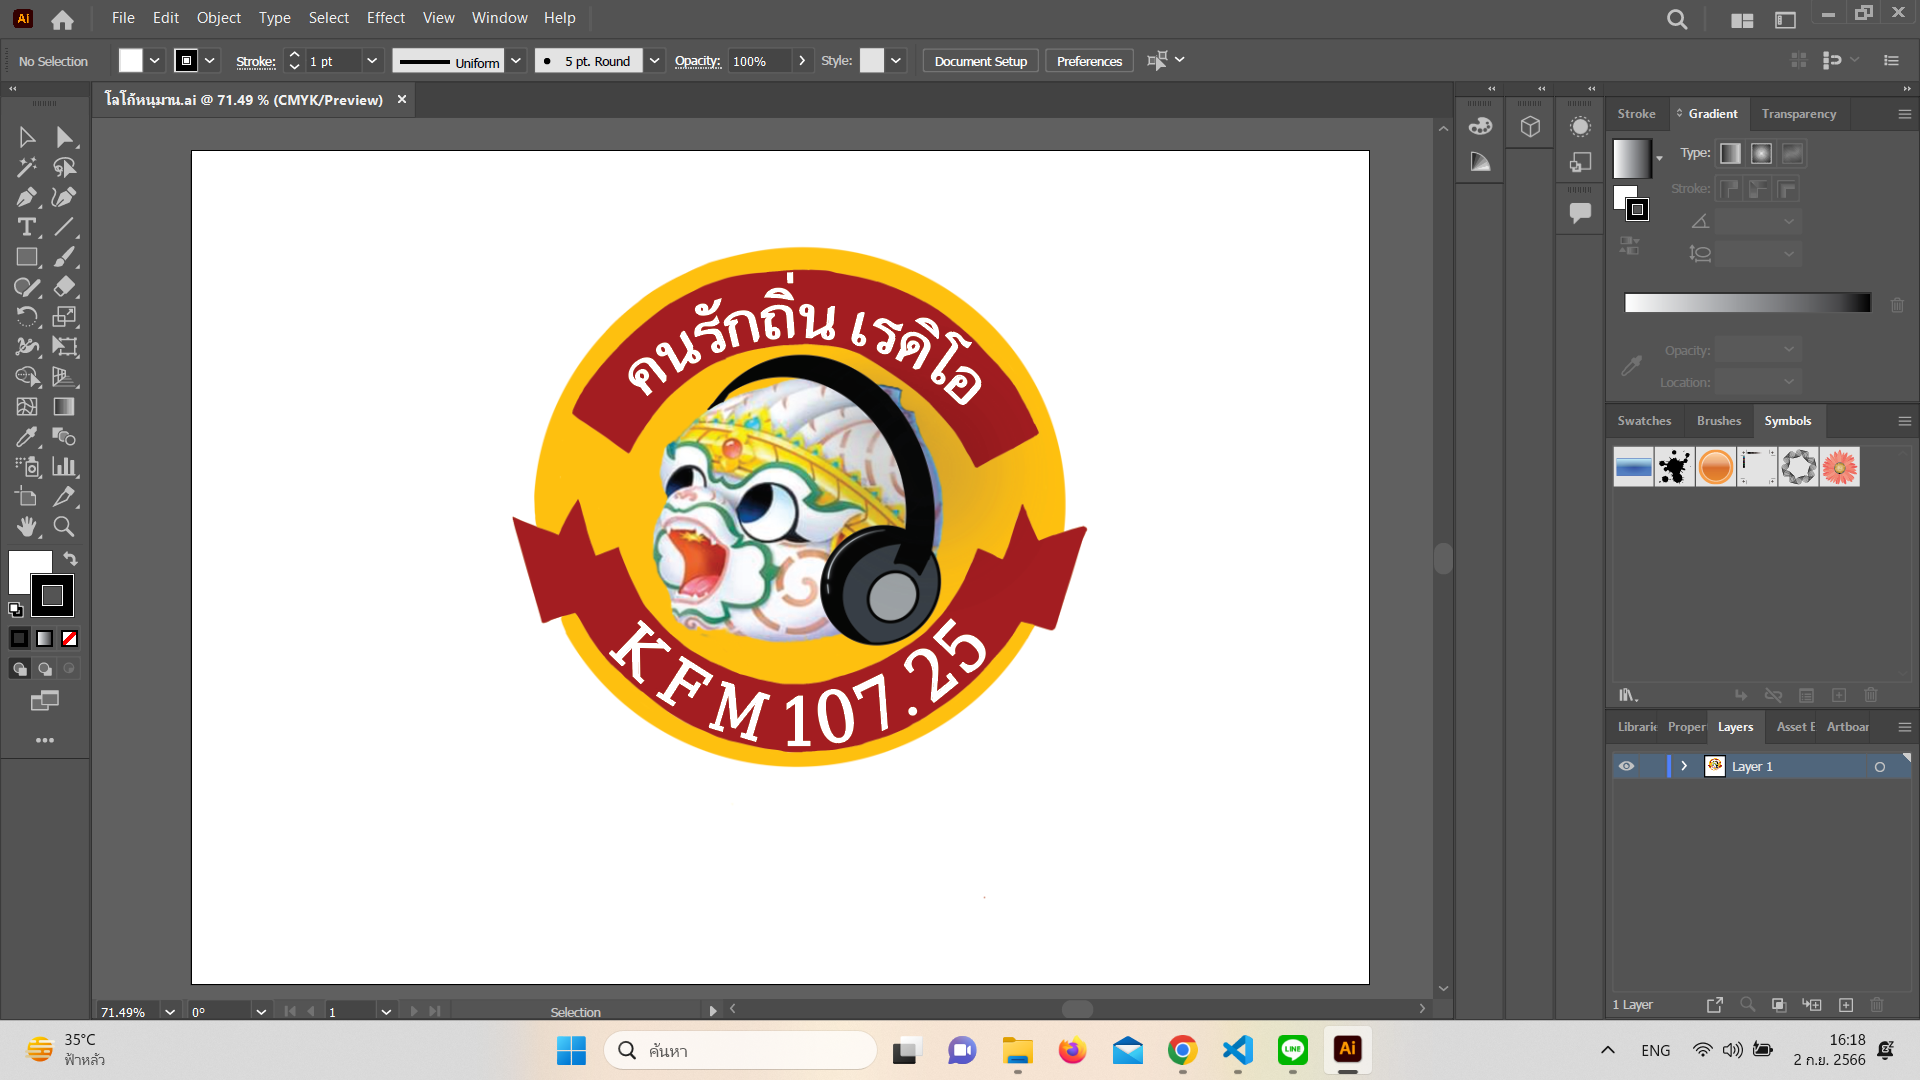 File Edit Object Type Select Effect View Window Help
No Selection Stroke: 1 pt Uniform 5 pt. Round Opacity: 100% Style: Document Setup Preferences
โลโก้หนุมาน.ai @ 71.49 % (CMYK/Preview)
Stroke Gradient Transparency
Type:
Stroke:
Opacity:
Location:
Swatches Brushes Symbols
คนรักถิ่น เรดิโอ
KFM 107.25
Librarie Proper Layers Asset E Artboar
Layer 1
1 Layer
71.49% 0° 1 Selection
35°C
ฟ้าหลัว
ค้นหา
LINE
Ai
ENG
16:18
2 ก.ย. 2566